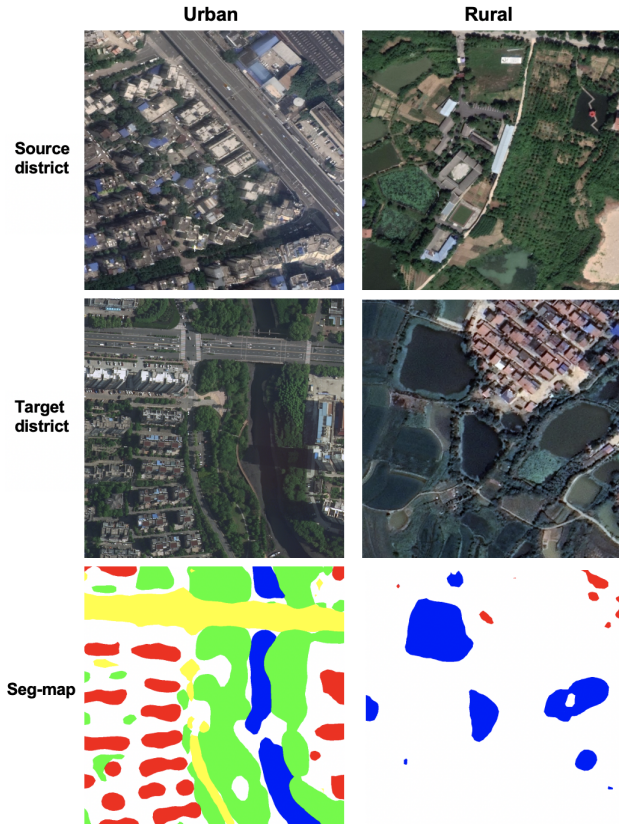 Urban
Rural
Source
district
Target
district
Seg-map